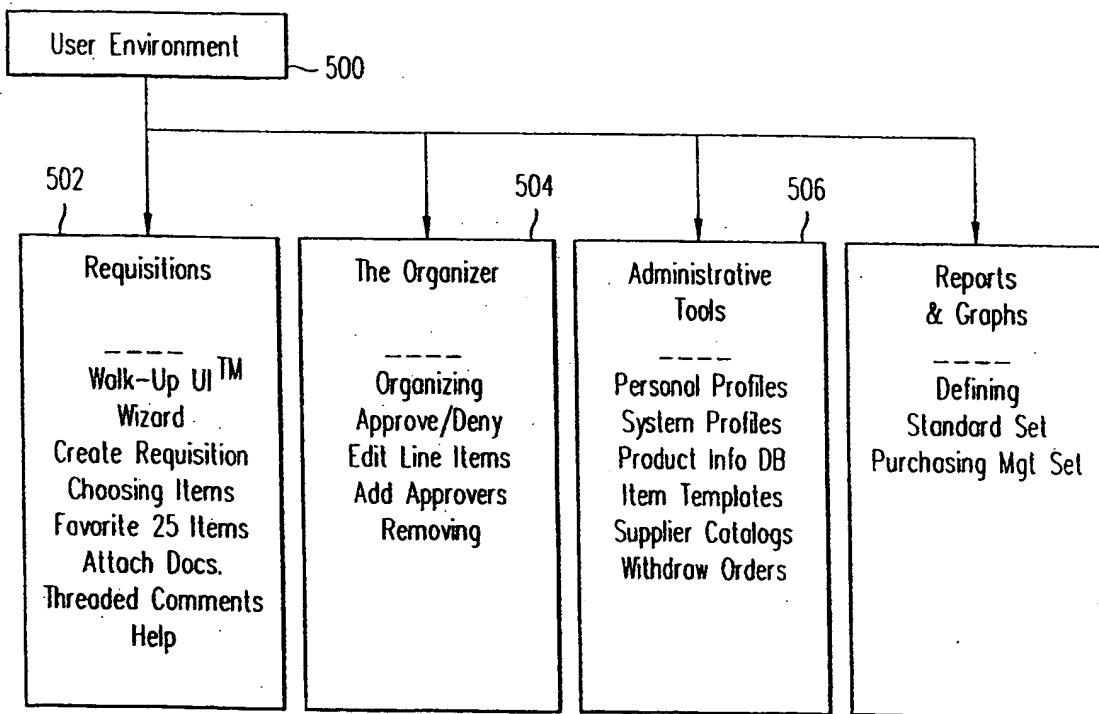 User Environment
500
502
504
506
Requisitions
Walk-Up UI™
Wizard
Create Requisition
Choosing Items
Favorite 25 Items
Attach Docs.
Threaded Comments
Help
The Organizer
Organizing
Approve/Deny
Edit Line Items
Add Approvers
Removing
Administrative
Tools
Personal Profiles
System Profiles
Product Info DB
Item Templates
Supplier Catalogs
Withdraw Orders
Reports
& Graphs
Defining
Standard Set
Purchasing Mgt Set